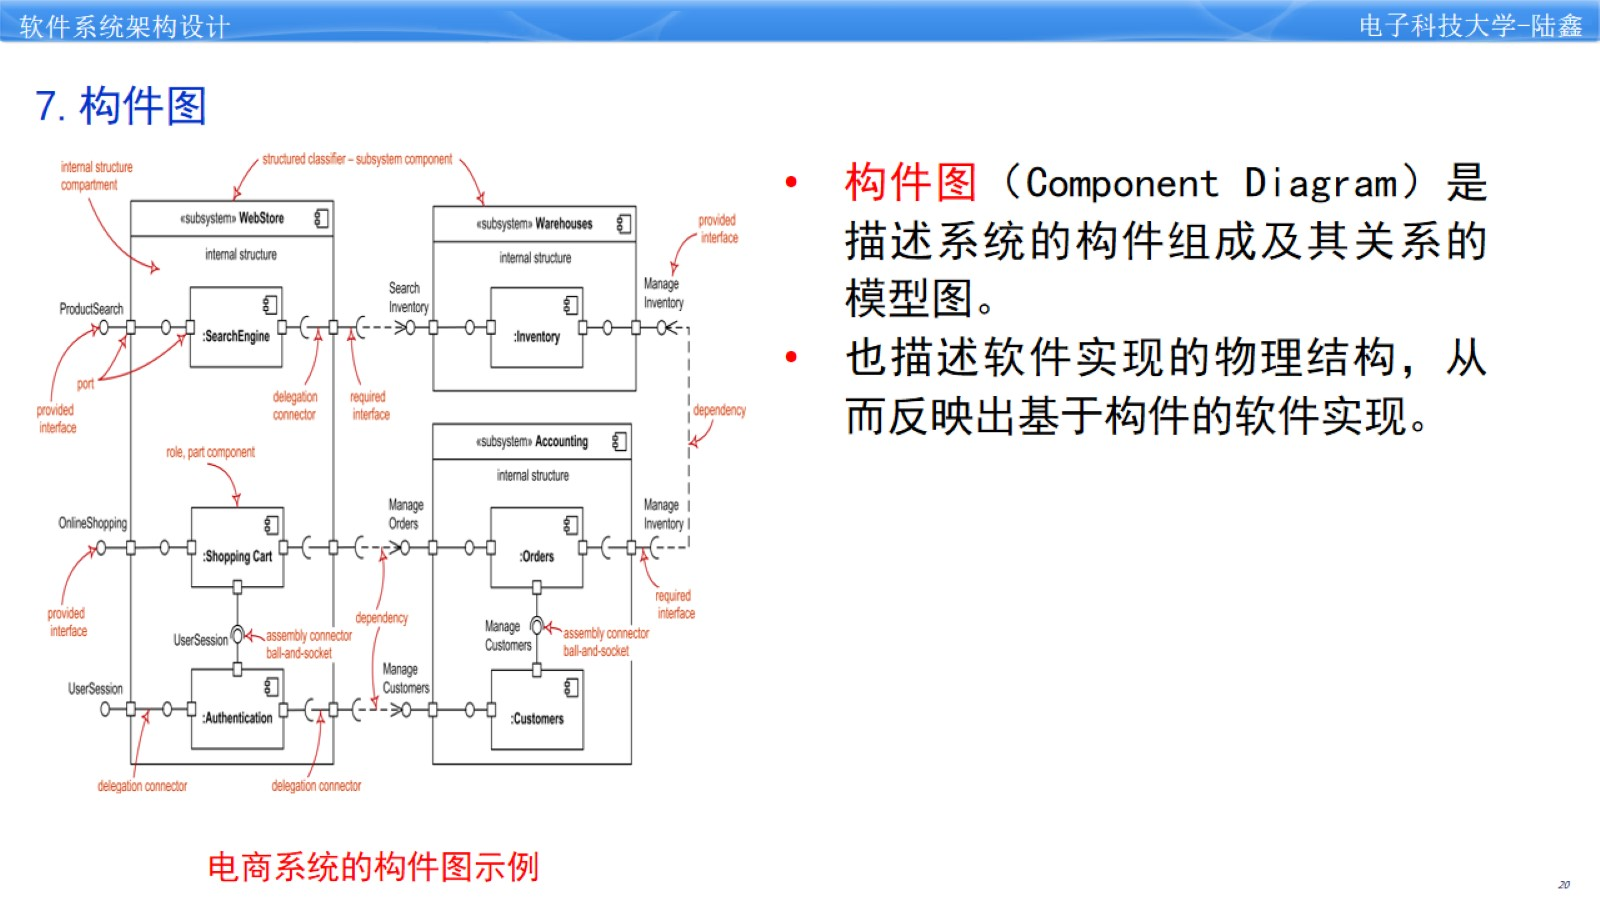 软件系统架构设计
电子科技大学-陆鑫
7. 构件图
structured classifier – subsystem component
internal structure
compartment
«subsystem» WebStore
internal structure
«subsystem» Warehouses
internal structure
provided
interface
Manage
Inventory
Search
Inventory
ProductSearch
:SearchEngine
:Inventory
port
provided
interface
delegation
connector
required
interface
dependency
«subsystem» Accounting
internal structure
role, part component
OnlineShopping
Manage
Orders
Manage
Inventory
:Shopping Cart
:Orders
provided
interface
required
interface
dependency
UserSession
assembly connector
ball-and-socket
Manage
Customers
assembly connector
ball-and-socket
UserSession
Manage
Customers
:Authentication
:Customers
delegation connector
delegation connector
电商系统的构件图示例
• 构件图（Component Diagram）是
描述系统的构件组成及其关系的
模型图。
• 也描述软件实现的物理结构，从
而反映出基于构件的软件实现。
20